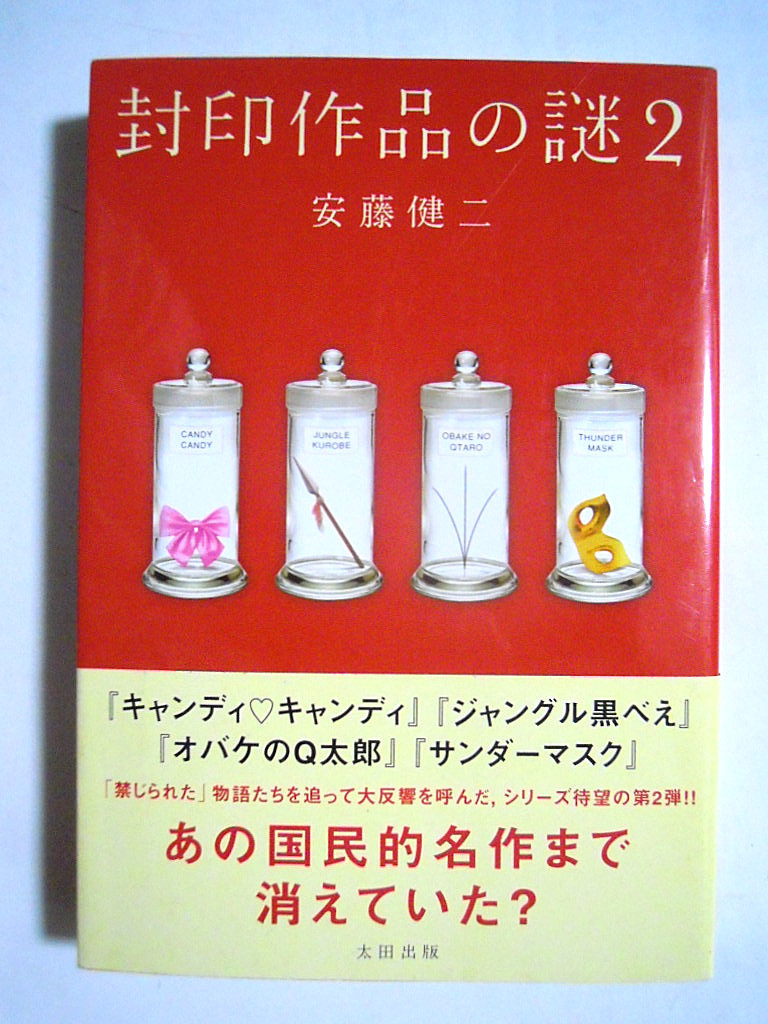 封印作品の謎2
安藤健二
CANDY
CANDY
JUNGLE
KUROBE
OBAKE NO
QTARO
THUNDER
MASK
『キャンディ♡キャンディ』『ジャングル黒べえ』
『オバケのQ太郎』『サンダーマスク』
「禁じられた」物語たちを追って大反響を呼んだ, シリーズ待望の第2弾!!
あの国民的名作まで
消えていた?
太田出版